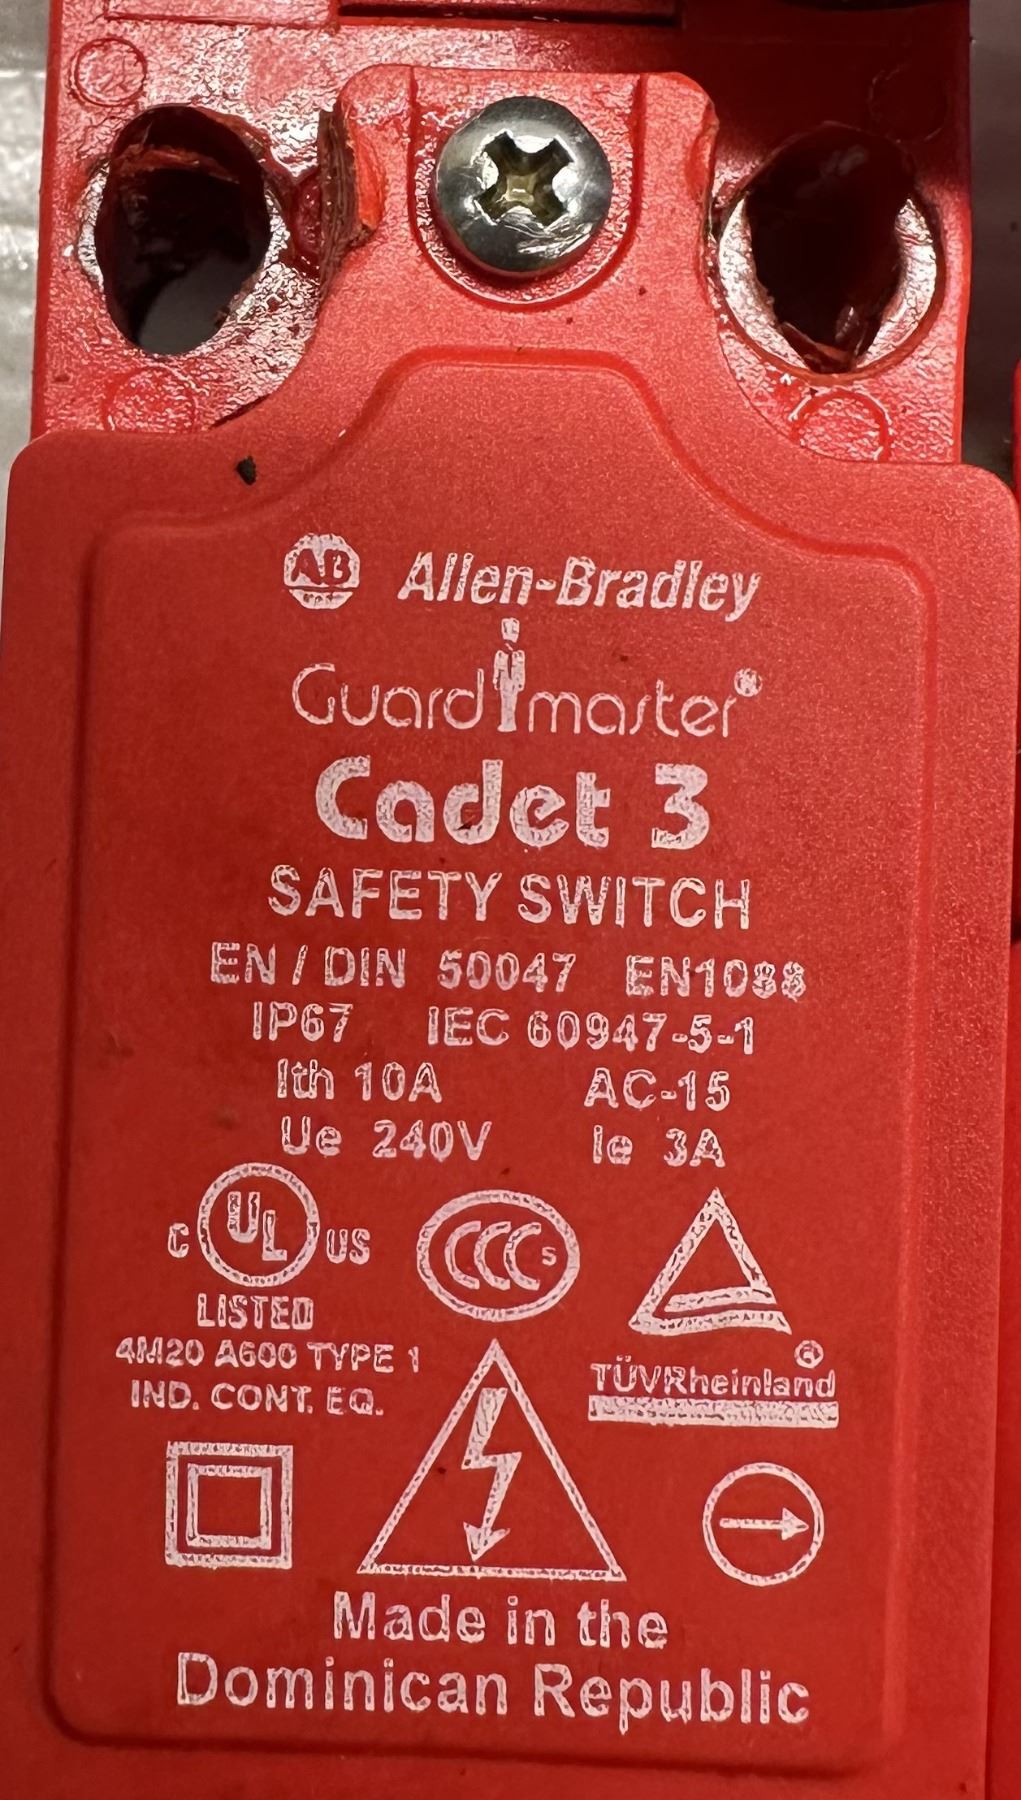 AB Allen-Bradley
Guardmaster®
Cadet 3
SAFETY SWITCH
EN / DIN 50047 EN1088
IP67 IEC 60947-5-1
Ith 10A AC-15
Ue 240V Ie 3A
C UL US CCC S
LISTED
4M20 A600 TYPE 1
IND. CONT. EQ.
TÜVRheinland®
Made in the
Dominican Republic